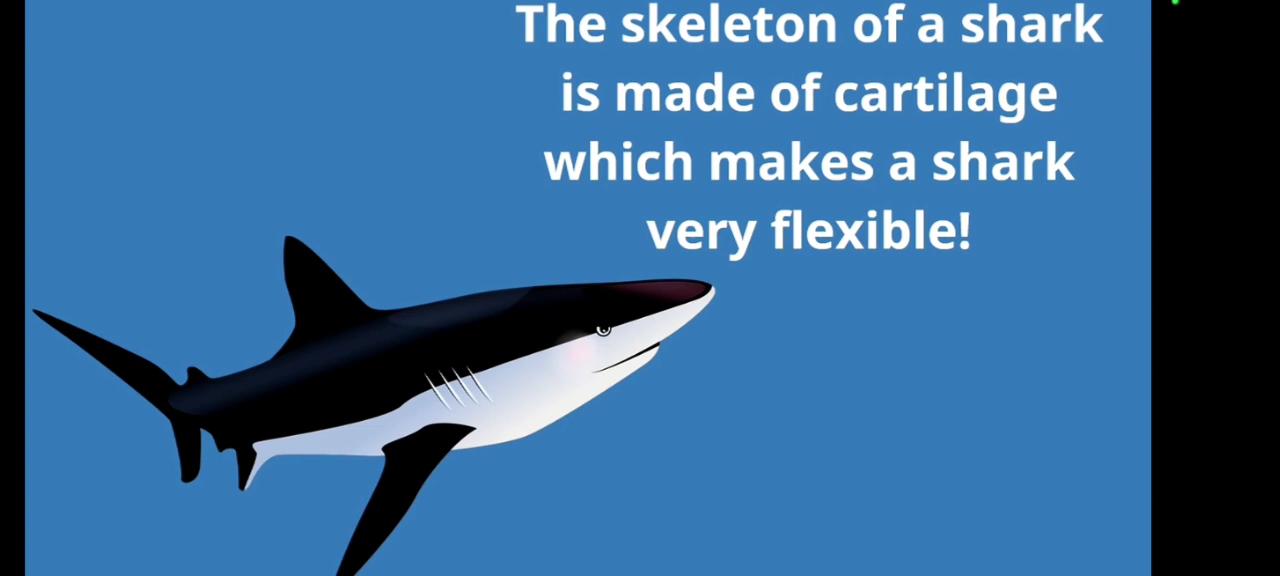 The skeleton of a shark
is made of cartilage
which makes a shark
very flexible!